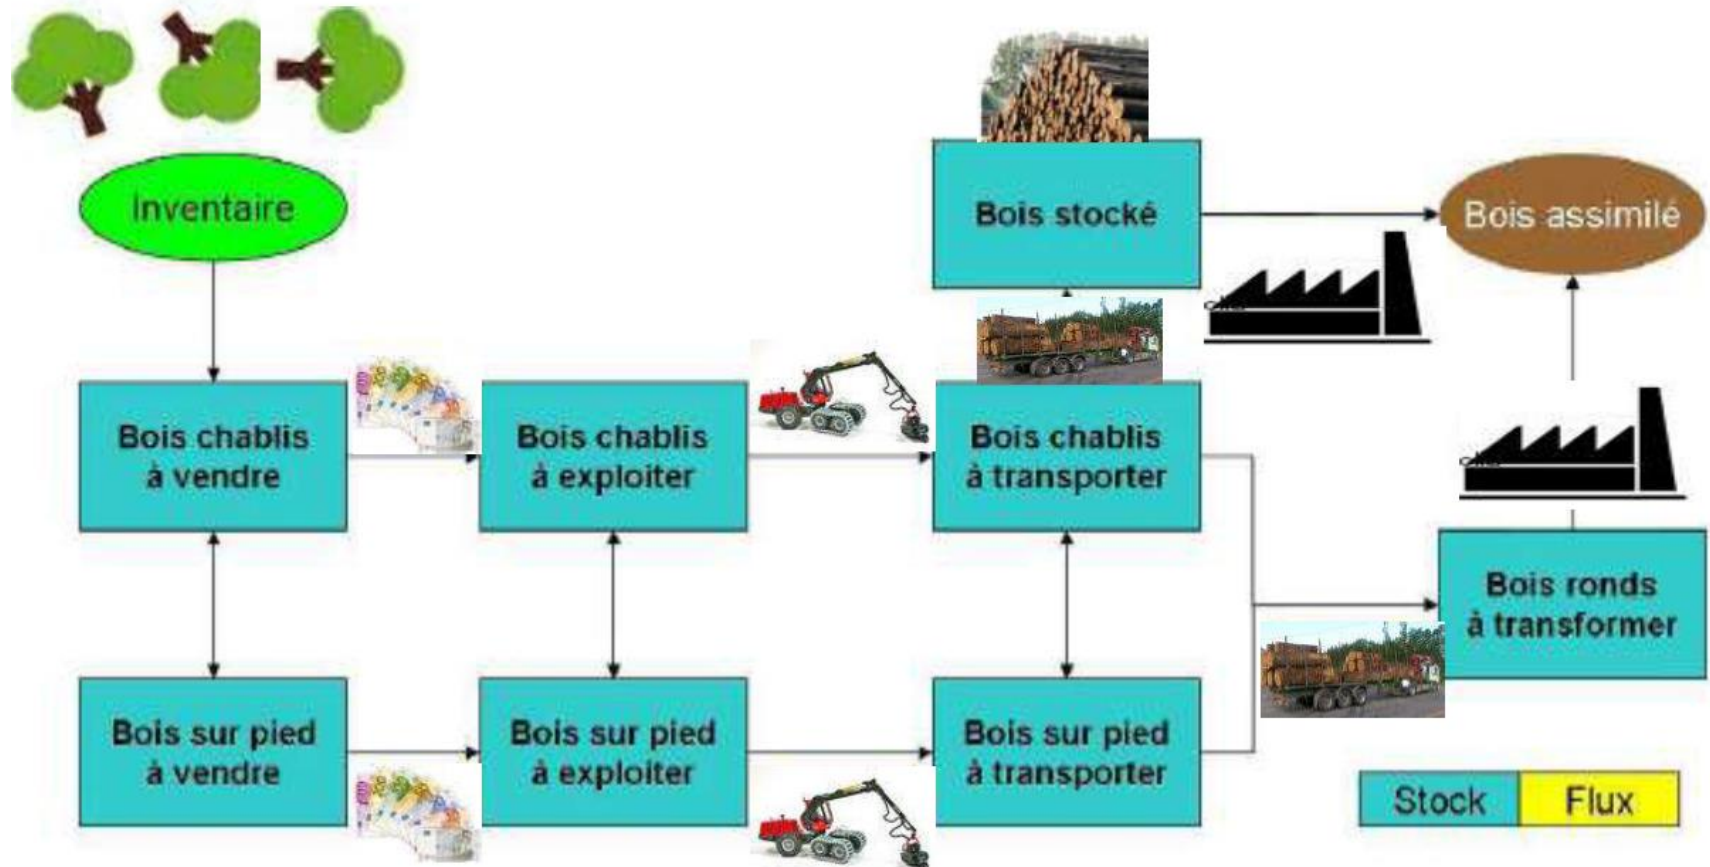 Inventaire
Bois stocké
Bois assimilé
Bois chablis
à vendre
Bois chablis
à exploiter
Bois chablis
à transporter
Bois ronds
à transformer
Bois sur pied
à vendre
Bois sur pied
à exploiter
Bois sur pied
à transporter
Stock
Flux